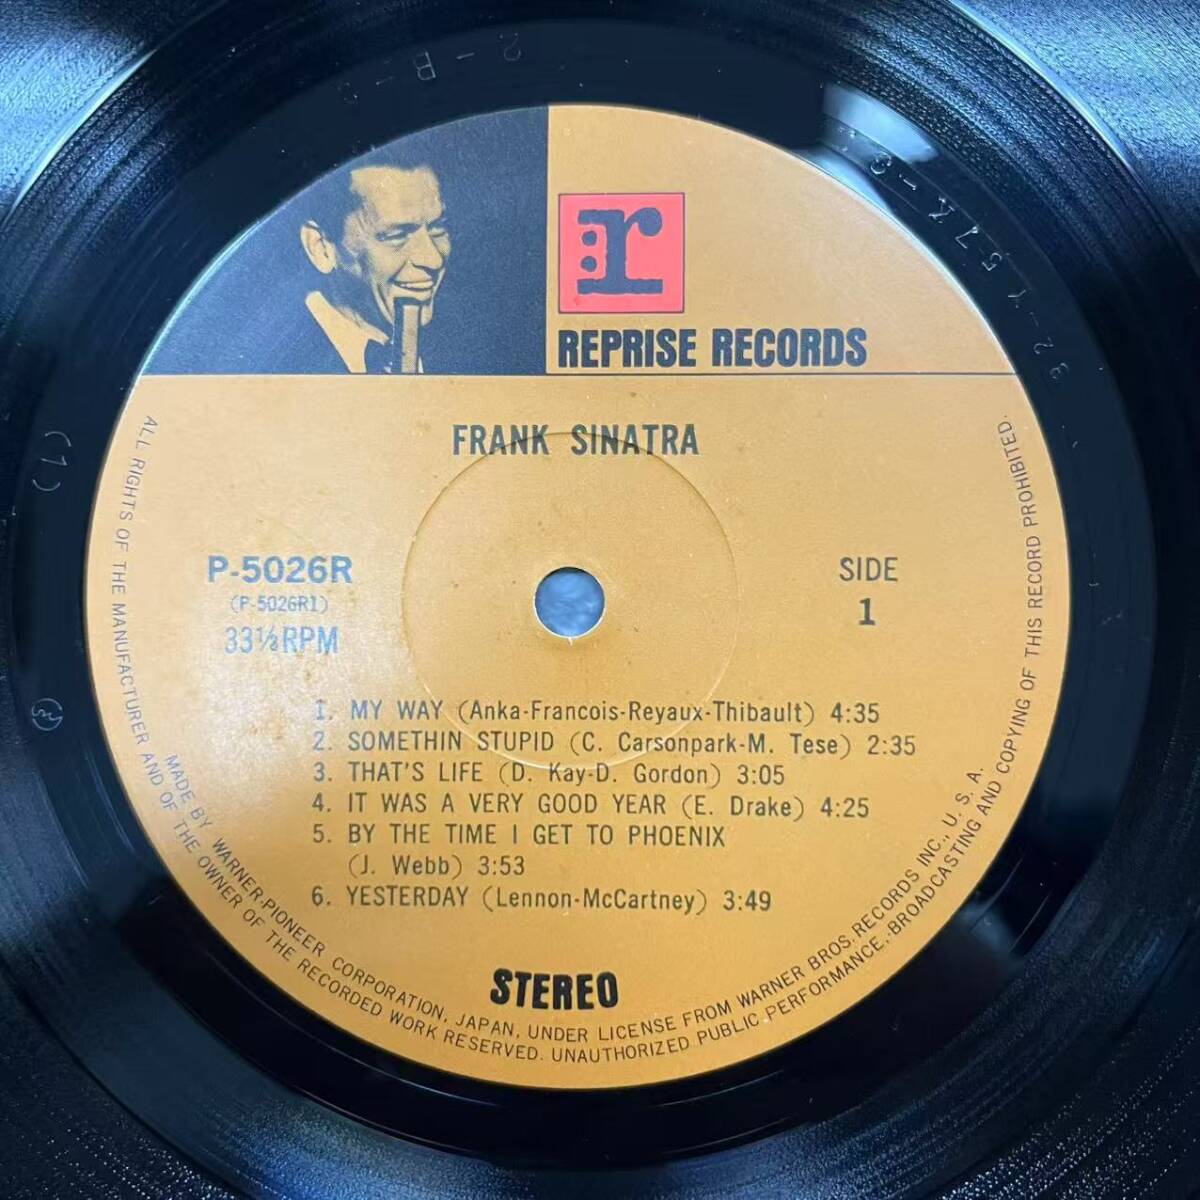 r:
REPRISE RECORDS
FRANK SINATRA
P-5026R
(P-5026R1)
33⅓RPM
SIDE
1
1. MY WAY (Anka-Francois-Reyaux-Thibault) 4:35
2. SOMETHIN STUPID (C. Carsonpark-M. Tese) 2:35
3. THAT'S LIFE (D. Kay-D. Gordon) 3:05
4. IT WAS A VERY GOOD YEAR (E. Drake) 4:25
5. BY THE TIME I GET TO PHOENIX
(J. Webb) 3:53
6. YESTERDAY (Lennon-McCartney) 3:49
STEREO
MADE BY WARNER-PIONEER CORPORATION, JAPAN, UNDER LICENSE FROM WARNER BROS. RECORDS INC., U. S. A.
ALL RIGHTS OF THE MANUFACTURER AND OF THE OWNER OF THE RECORDED WORK RESERVED. UNAUTHORIZED PUBLIC PERFORMANCE, BROADCASTING AND COPYING OF THIS RECORD PROHIBITED.
2-B-
(7)